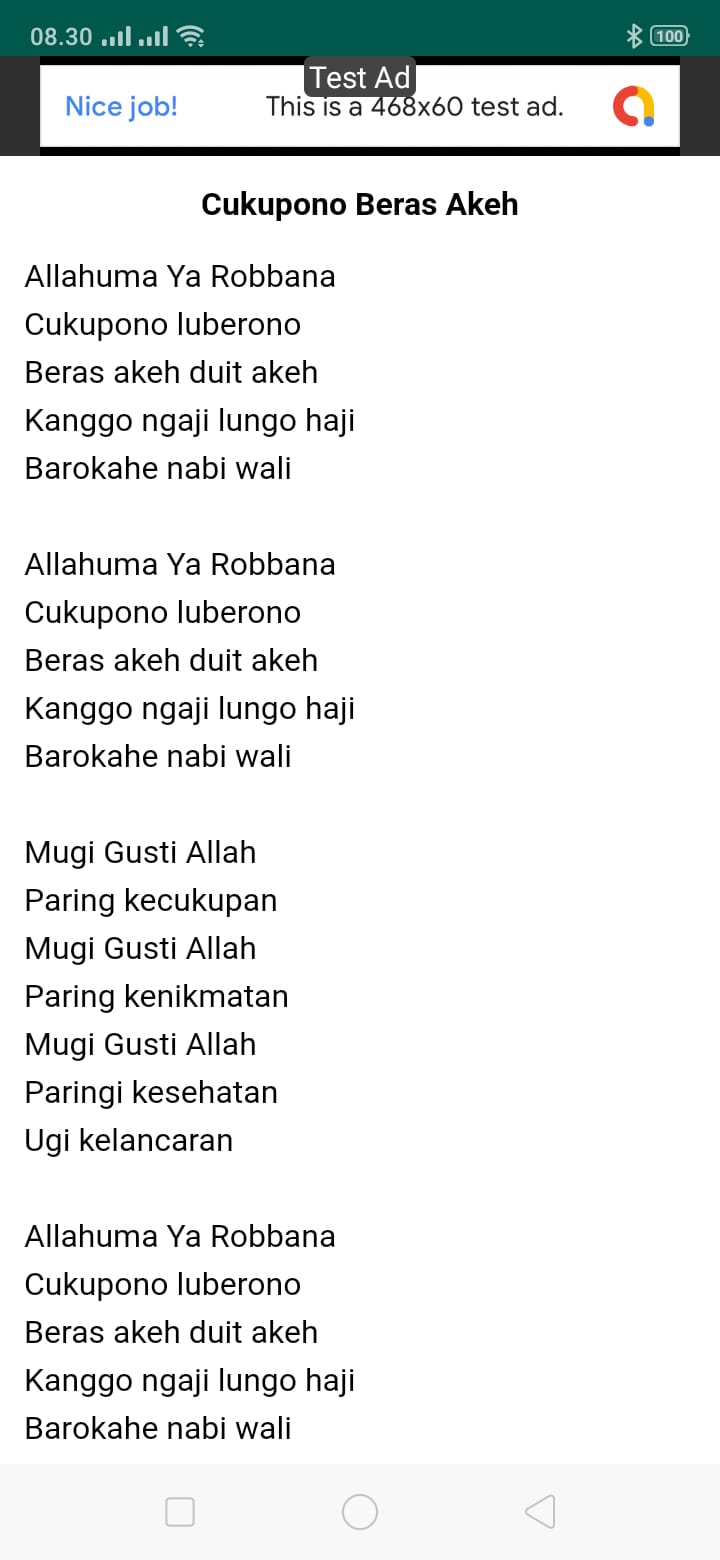 08.30
100
Test Ad
Nice job! This is a 468x60 test ad.
Cukupono Beras Akeh
Allahuma Ya Robbana
Cukupono luberono
Beras akeh duit akeh
Kanggo ngaji lungo haji
Barokahe nabi wali
Allahuma Ya Robbana
Cukupono luberono
Beras akeh duit akeh
Kanggo ngaji lungo haji
Barokahe nabi wali
Mugi Gusti Allah
Paring kecukupan
Mugi Gusti Allah
Paring kenikmatan
Mugi Gusti Allah
Paringi kesehatan
Ugi kelancaran
Allahuma Ya Robbana
Cukupono luberono
Beras akeh duit akeh
Kanggo ngaji lungo haji
Barokahe nabi wali